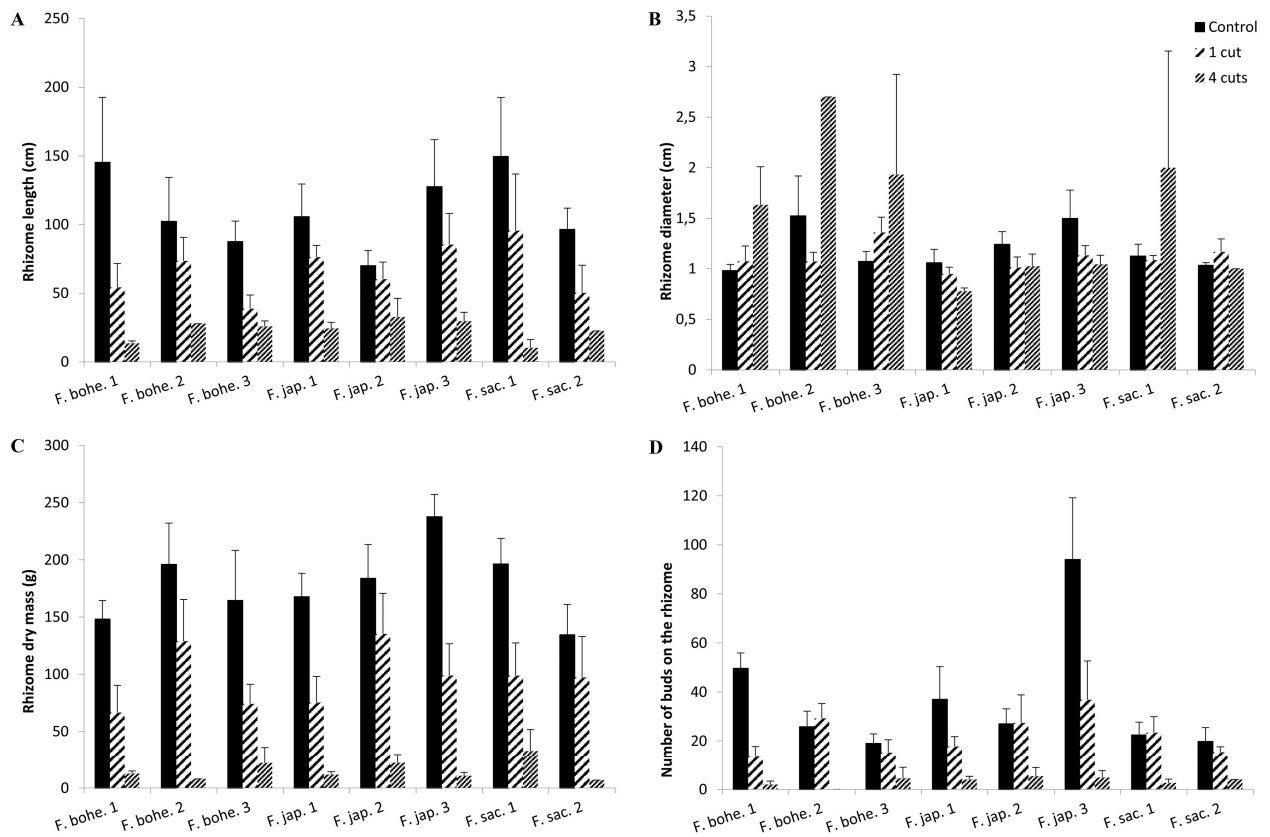 A
Rhizome length (cm)
250
200
150
100
50
0
F. bohe. 1
F. bohe. 2
F. bohe. 3
F. jap. 1
F. jap. 2
F. jap. 3
F. sac. 1
F. sac. 2
B
Rhizome diameter (cm)
3,5
3
2,5
2
1,5
1
0,5
0
Control
1 cut
4 cuts
F. bohe. 1
F. bohe. 2
F. bohe. 3
F. jap. 1
F. jap. 2
F. jap. 3
F. sac. 1
F. sac. 2
C
Rhizome dry mass (g)
300
250
200
150
100
50
0
F. bohe. 1
F. bohe. 2
F. bohe. 3
F. jap. 1
F. jap. 2
F. jap. 3
F. sac. 1
F. sac. 2
D
Number of buds on the rhizome
140
120
100
80
60
40
20
0
F. bohe. 1
F. bohe. 2
F. bohe. 3
F. jap. 1
F. jap. 2
F. jap. 3
F. sac. 1
F. sac. 2